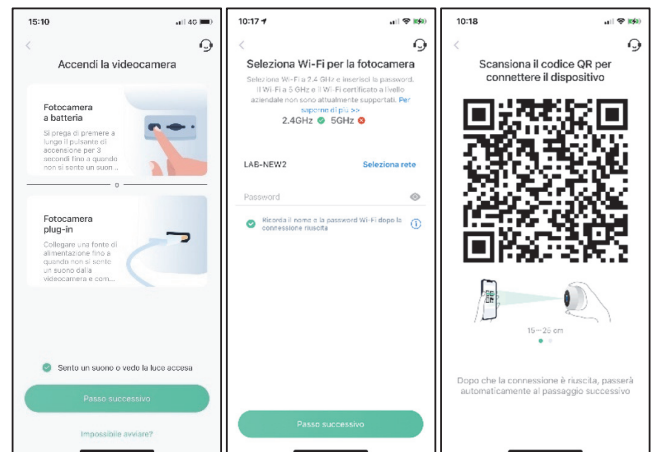 15:10
4G
Accendi la videocamera
Fotocamera
a batteria
Si prega di premere a
lungo il pulsante di
accensione per 3
secondi fino a quando
non si sente un suon...
o
Fotocamera
plug-in
Collegare una fonte di
alimentazione fino a
quando non si sente
un suono dalla
videocamera e com...
Sento un suono o vedo la luce accesa
Passo successivo
Impossibile avviare?
10:17
Seleziona Wi-Fi per la fotocamera
Seleziona Wi-Fi a 2.4 GHz e inserisci la password.
Il Wi-Fi a 5 GHz e il Wi-Fi certificato a livello
aziendale non sono attualmente supportati. Per
saperne di più >>
2.4GHz 5GHz
LAB-NEW2 Seleziona rete
Password
Ricorda il nome e la password Wi-Fi dopo la
connessione riuscita
Passo successivo
10:18
Scansiona il codice QR per
connettere il dispositivo
15—25 cm
Dopo che la connessione è riuscita, passerà
automaticamente al passaggio successivo